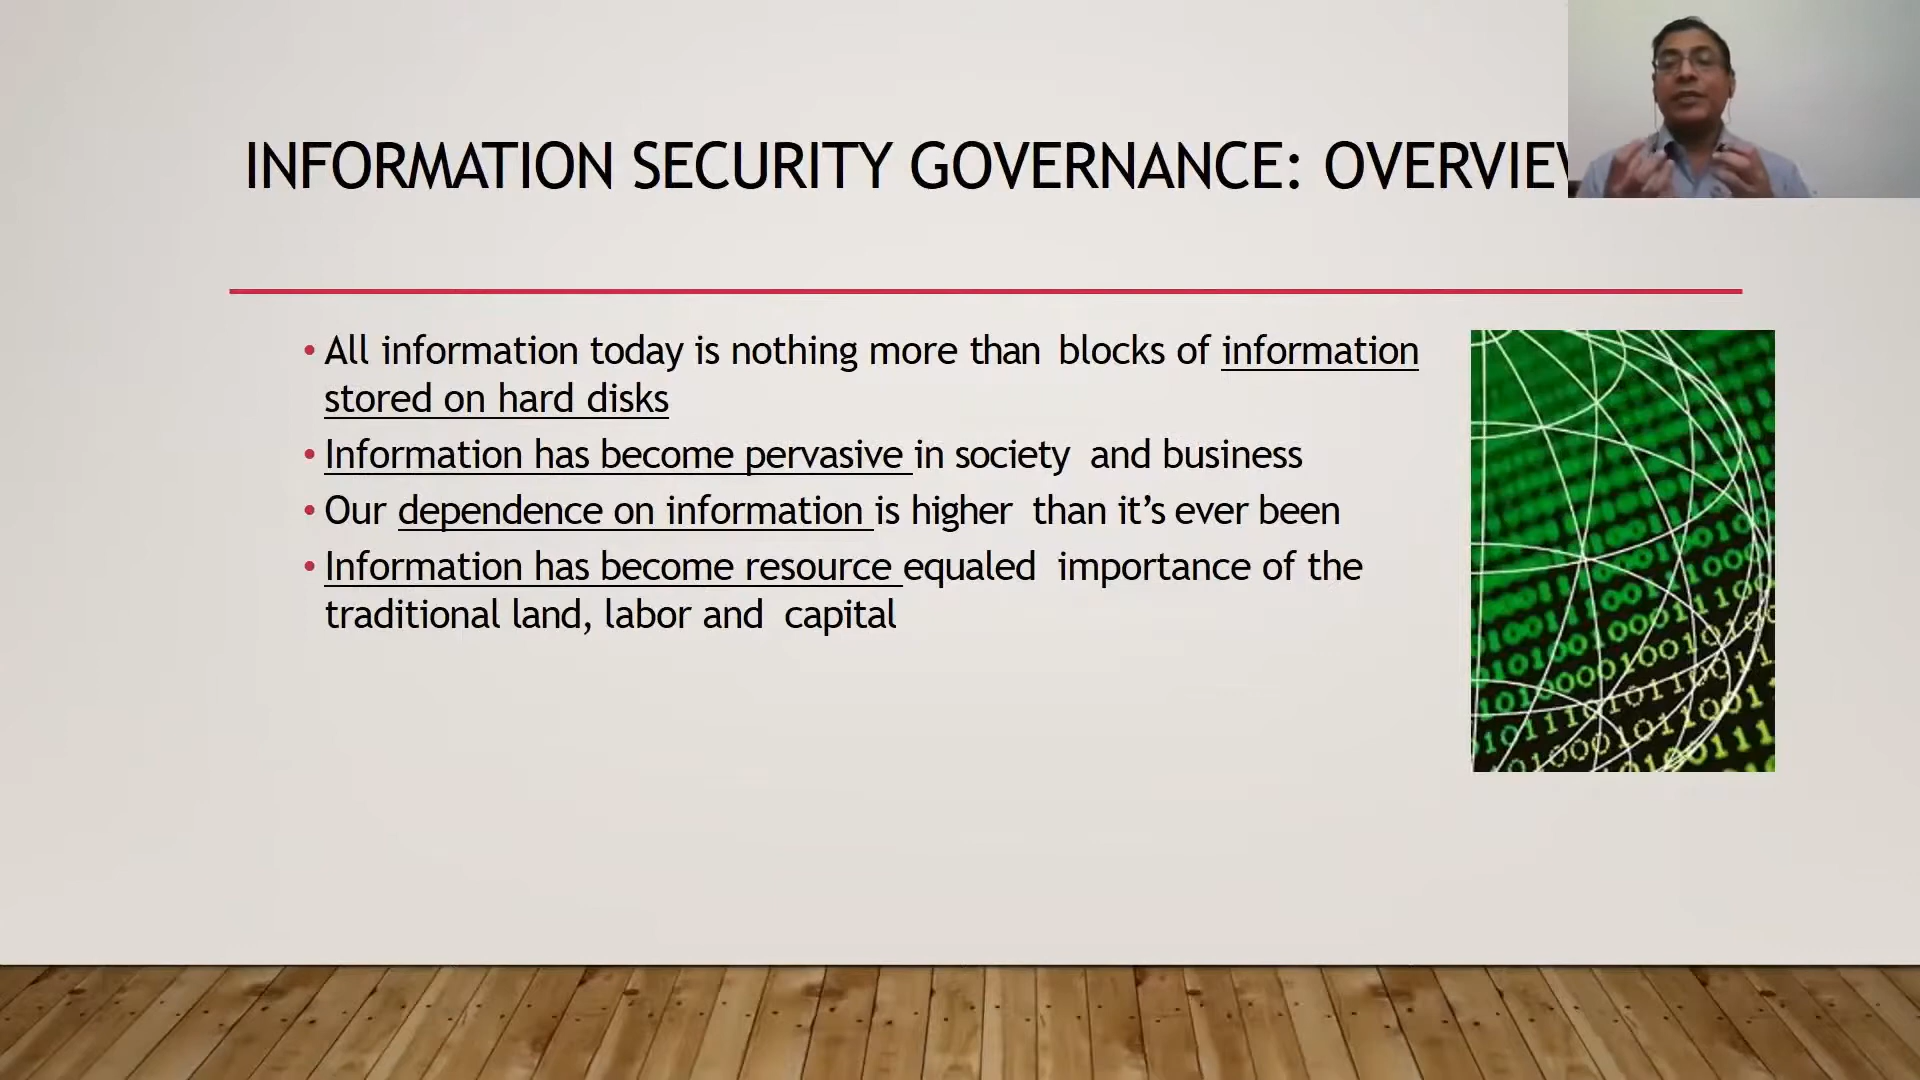 INFORMATION SECURITY GOVERNANCE:
• All information today is nothing more than blocks of information
stored on hard disks
• Information has become pervasive in society and business
• Our dependence on information is higher than it’s ever been
• Information has become resource equaled importance of the
traditional land, labor and capital